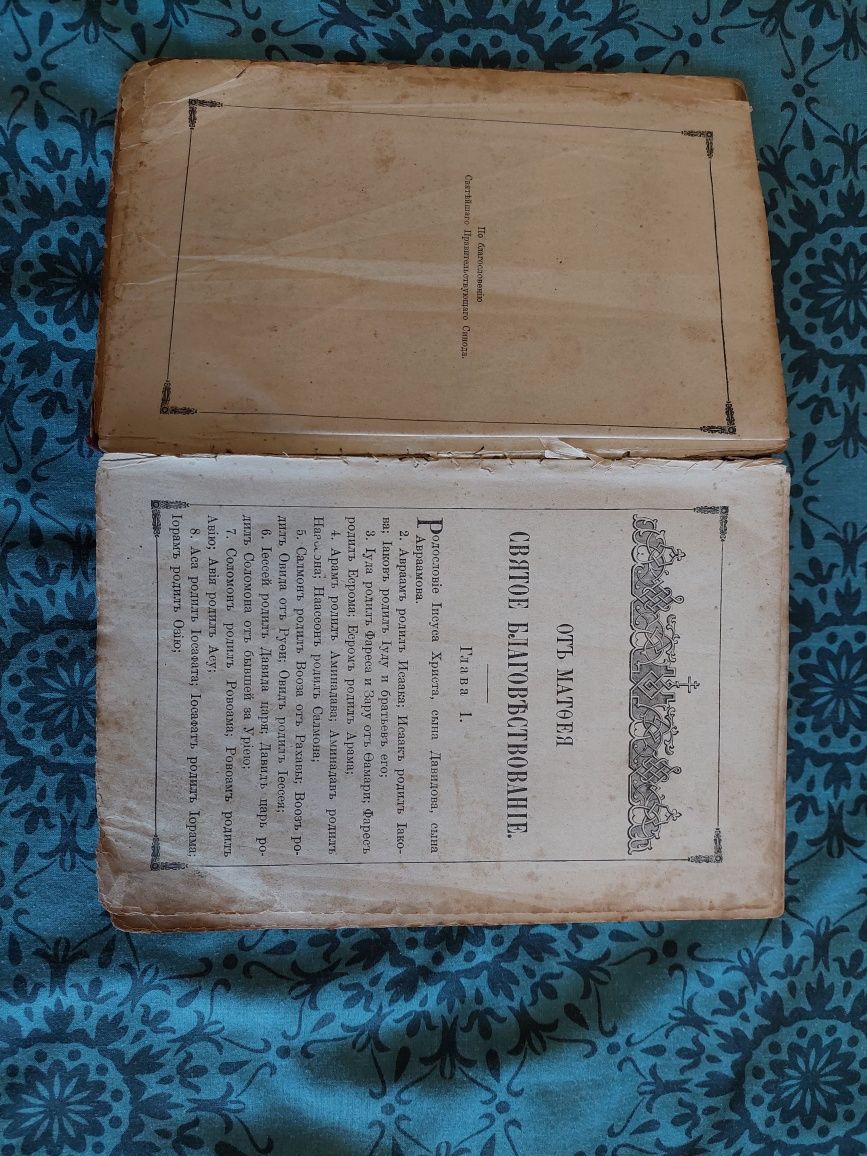 По благословенію
Святѣйшаго Правительствующаго Синода.
ОТЪ МАТѲЕЯ
СВЯТОЕ БЛАГОВѢСТВОВАНІЕ.
Глава 1.
Родословіе Іисуса Христа, сына Давидова, сына
Авраамова.
2. Авраамъ родилъ Исаака; Исаакъ родилъ Іако-
ва; Іаковъ родилъ Іуду и братьевъ его;
3. Іуда родилъ Фареса и Зару отъ Ѳамари; Фаресъ
родилъ Есрома; Есромъ родилъ Арама;
4. Арамъ родилъ Аминадава; Аминадавъ родилъ
Наассона; Наассонъ родилъ Салмона;
5. Салмонъ родилъ Вооза отъ Рахавы; Воозъ ро-
дилъ Овида отъ Руѳи; Овидъ родилъ Іессея;
6. Іессей родилъ Давида царя; Давидъ царь ро-
дилъ Соломона отъ бывшей за Уріею;
7. Соломонъ родилъ Ровоама; Ровоамъ родилъ
Авію; Авія родилъ Асу;
8. Аса родилъ Іосафата; Іосафатъ родилъ Іорама;
Іорамъ родилъ Озію;